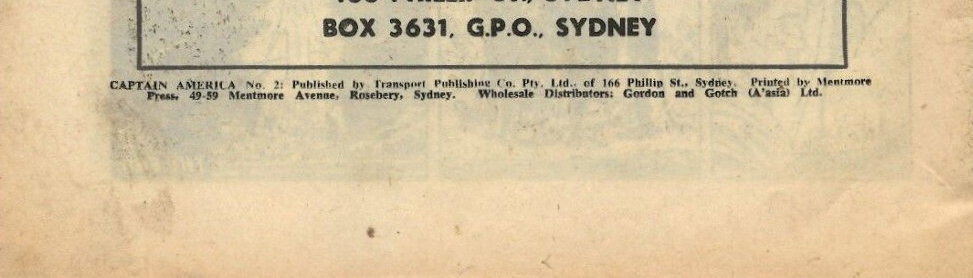 SYDNEY
BOX 3631, G.P.O., SYDNEY
CAPTAIN AMERICA No. 2: Published by Transport Publishing Co. Pty. Ltd., of 166 Phillip St., Sydney. Printed by Mentmore
Press, 49-59 Mentmore Avenue, Rosebery, Sydney. Wholesale Distributors: Gordon and Gotch (A'asia) Ltd.